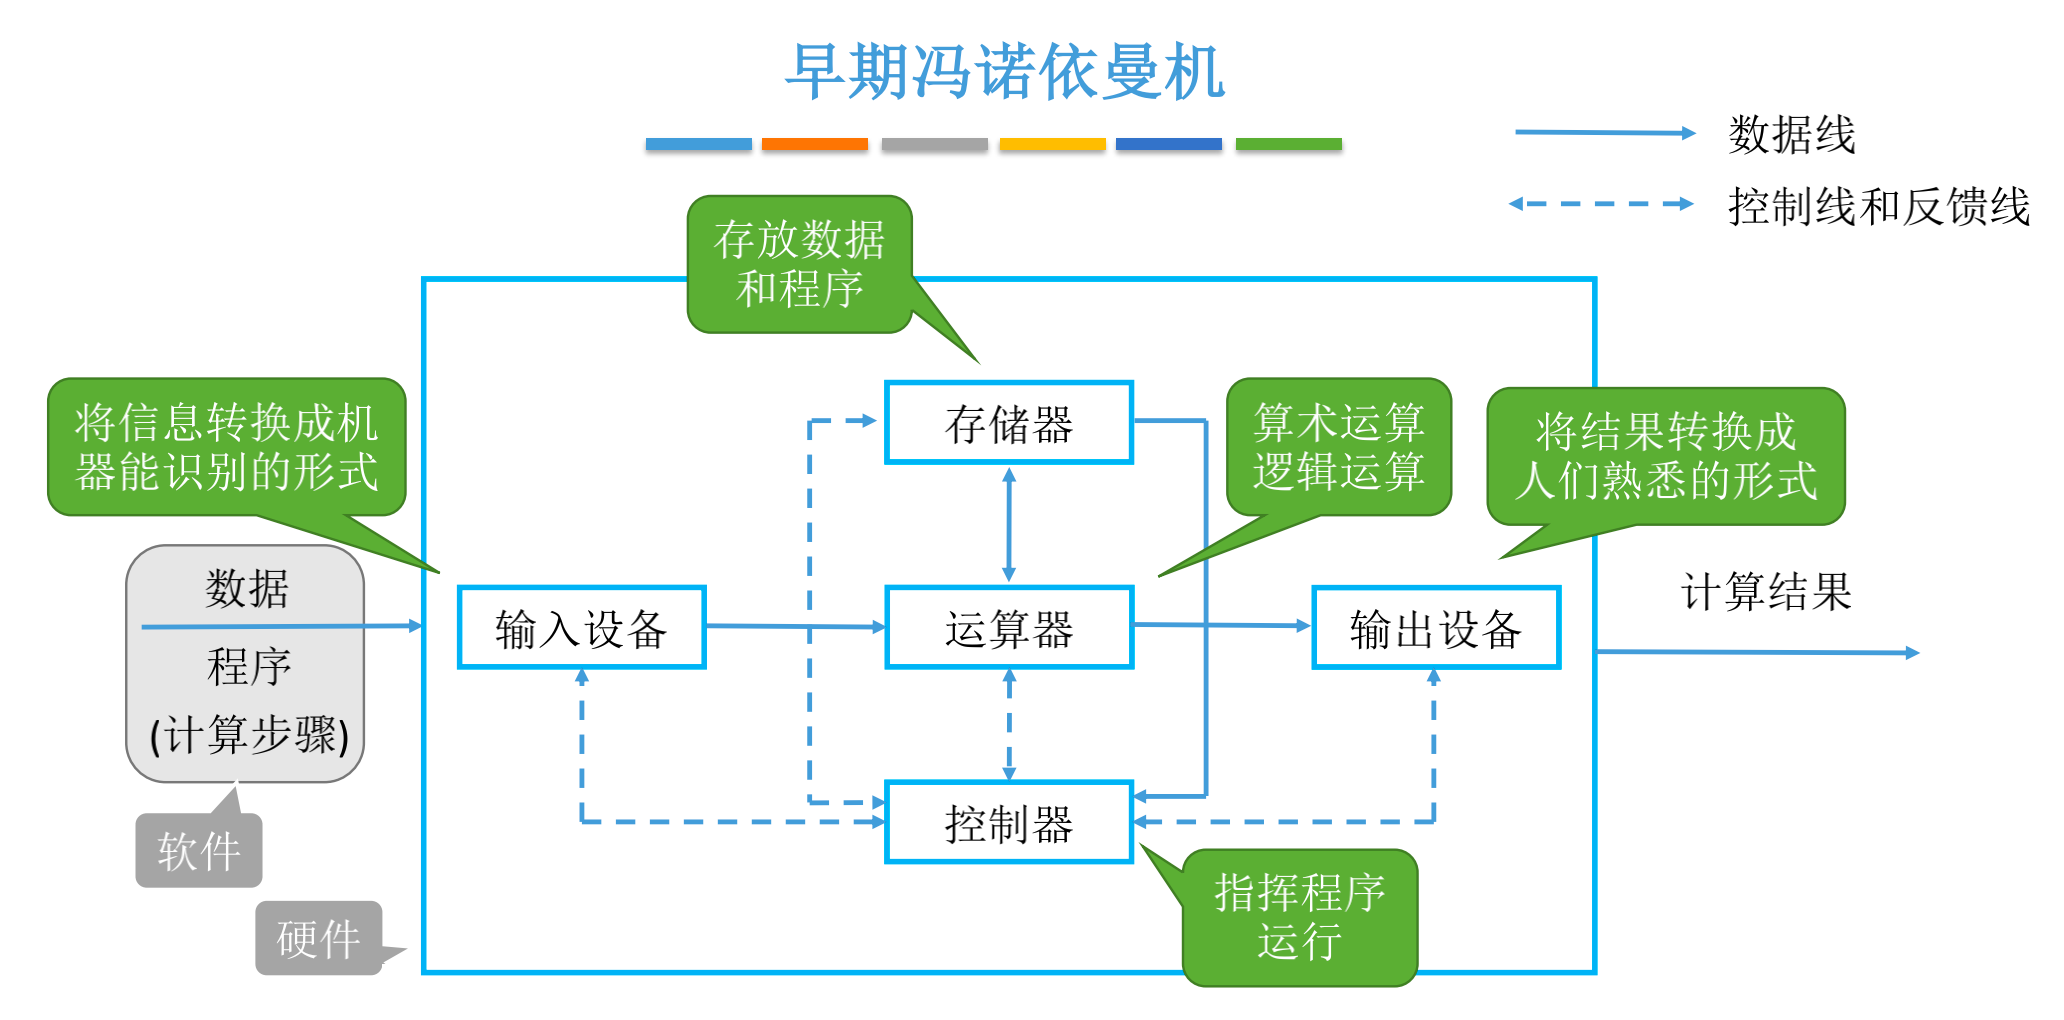 早期冯诺依曼机
数据线
控制线和反馈线
存放数据
和程序
将信息转换成机
器能识别的形式
存储器
算术运算
逻辑运算
将结果转换成
人们熟悉的形式
数据
程序
(计算步骤)
输入设备
运算器
输出设备
计算结果
控制器
软件
硬件
指挥程序
运行